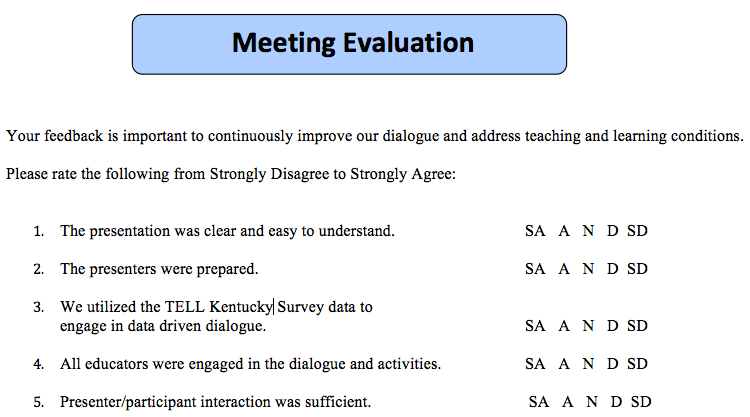 Meeting Evaluation
Your feedback is important to continuously improve our dialogue and address teaching and learning conditions.
Please rate the following from Strongly Disagree to Strongly Agree:
1. The presentation was clear and easy to understand. SA A N D SD
2. The presenters were prepared. SA A N D SD
3. We utilized the TELL Kentucky Survey data to
engage in data driven dialogue. SA A N D SD
4. All educators were engaged in the dialogue and activities. SA A N D SD
5. Presenter/participant interaction was sufficient. SA A N D SD